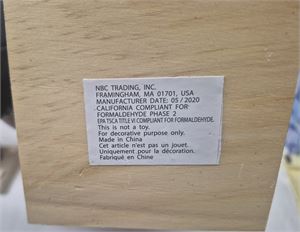 NBC TRADING, INC.
FRAMINGHAM, MA 01701, USA
MANUFACTURER DATE: 05 / 2020
CALIFORNIA COMPLIANT FOR
FORMALDEHYDE PHASE 2
EPA TSCA TITLE VI COMPLIANT FOR FORMALDEHYDE.
This is not a toy.
For decorative purpose only.
Made in China
Cet article n'est pas un jouet.
Uniquement pour la décoration.
Fabriqué en Chine